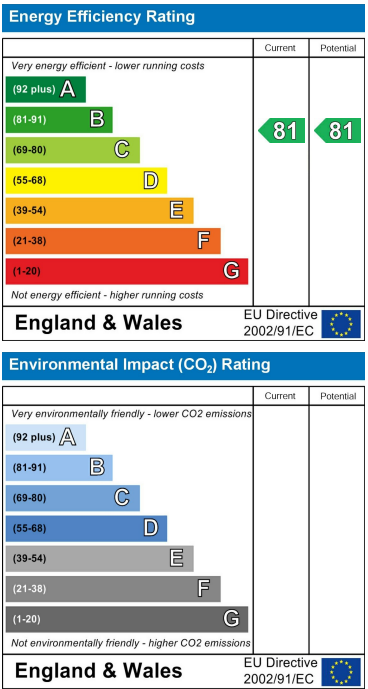 Energy Efficiency Rating
Current Potential
Very energy efficient - lower running costs
(92 plus) A
(81-91) B
81 81
(69-80) C
(55-68) D
(39-54) E
(21-38) F
(1-20) G
Not energy efficient - higher running costs
England & Wales
EU Directive
2002/91/EC
Environmental Impact (CO₂) Rating
Current Potential
Very environmentally friendly - lower CO2 emissions
(92 plus) A
(81-91) B
(69-80) C
(55-68) D
(39-54) E
(21-38) F
(1-20) G
Not environmentally friendly - higher CO2 emissions
England & Wales
EU Directive
2002/91/EC